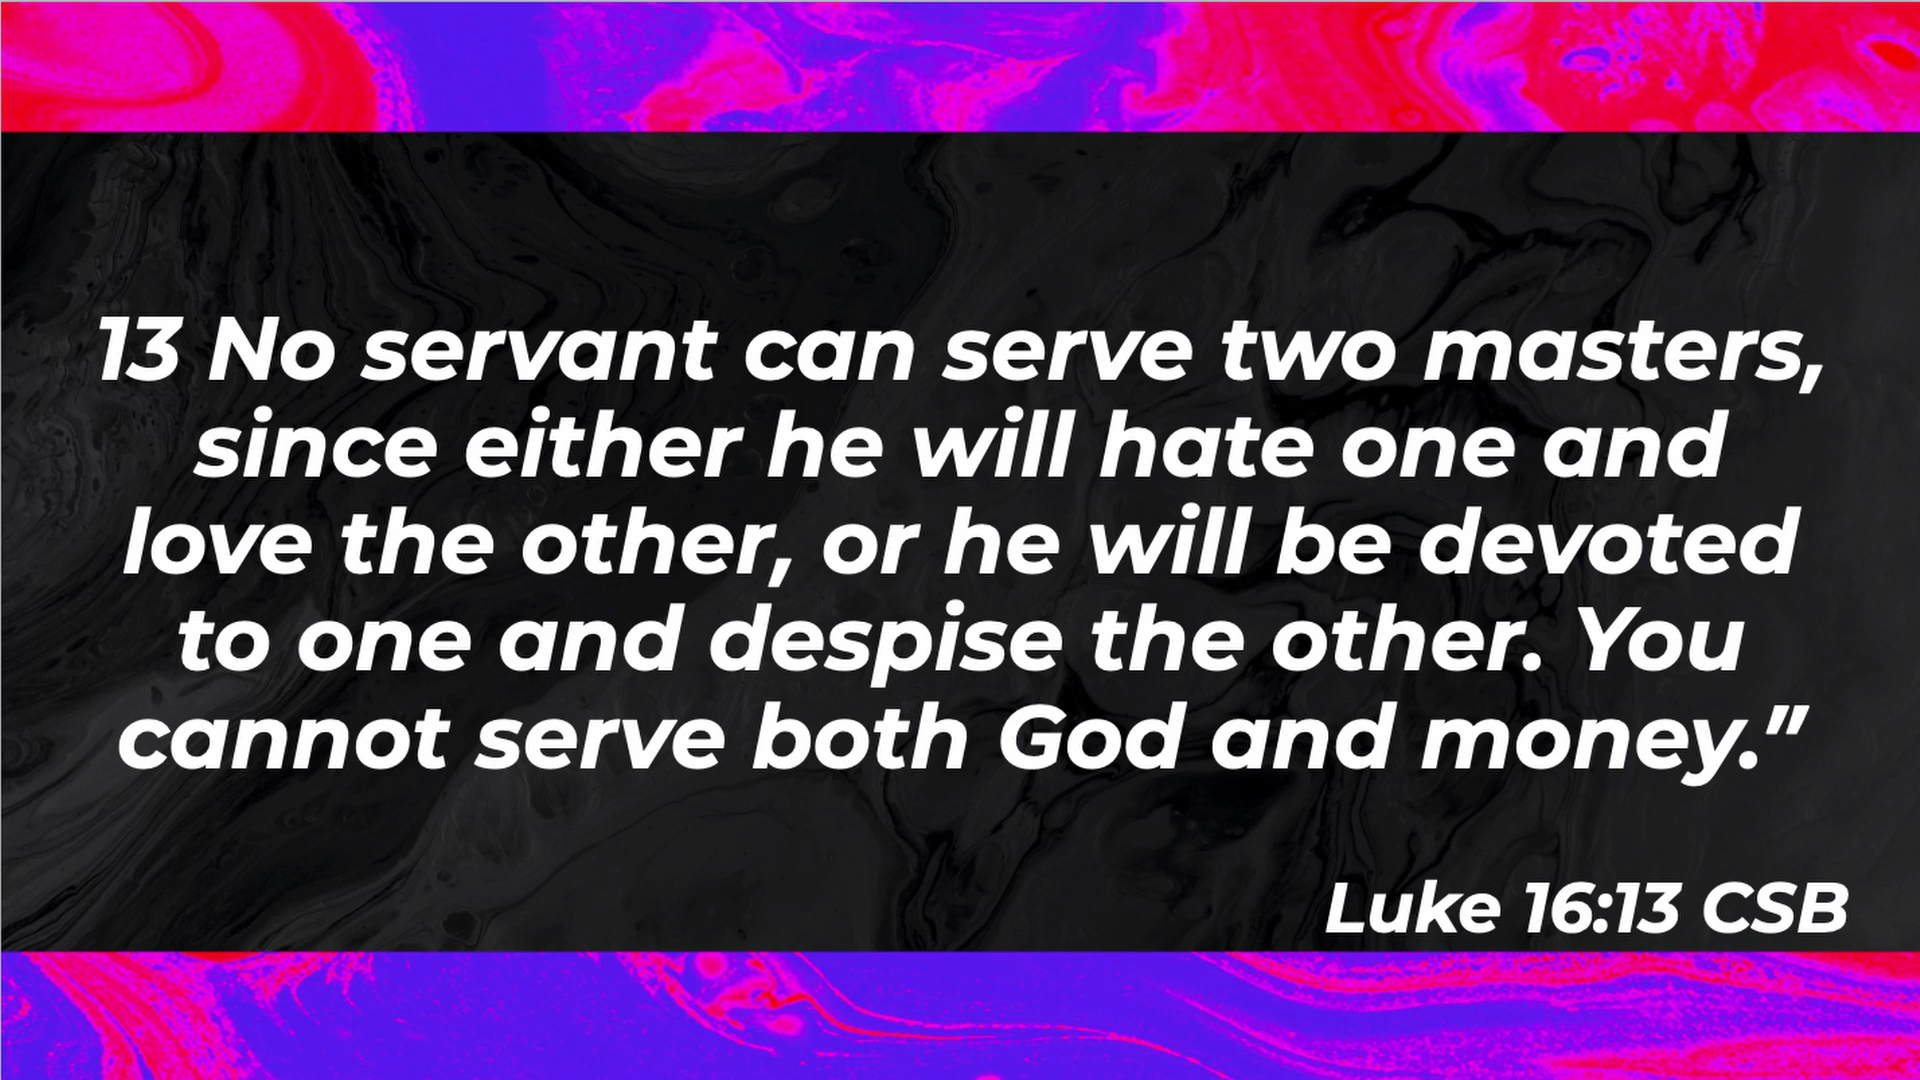 13 No servant can serve two masters,
since either he will hate one and
love the other, or he will be devoted
to one and despise the other. You
cannot serve both God and money.”
Luke 16:13 CSB